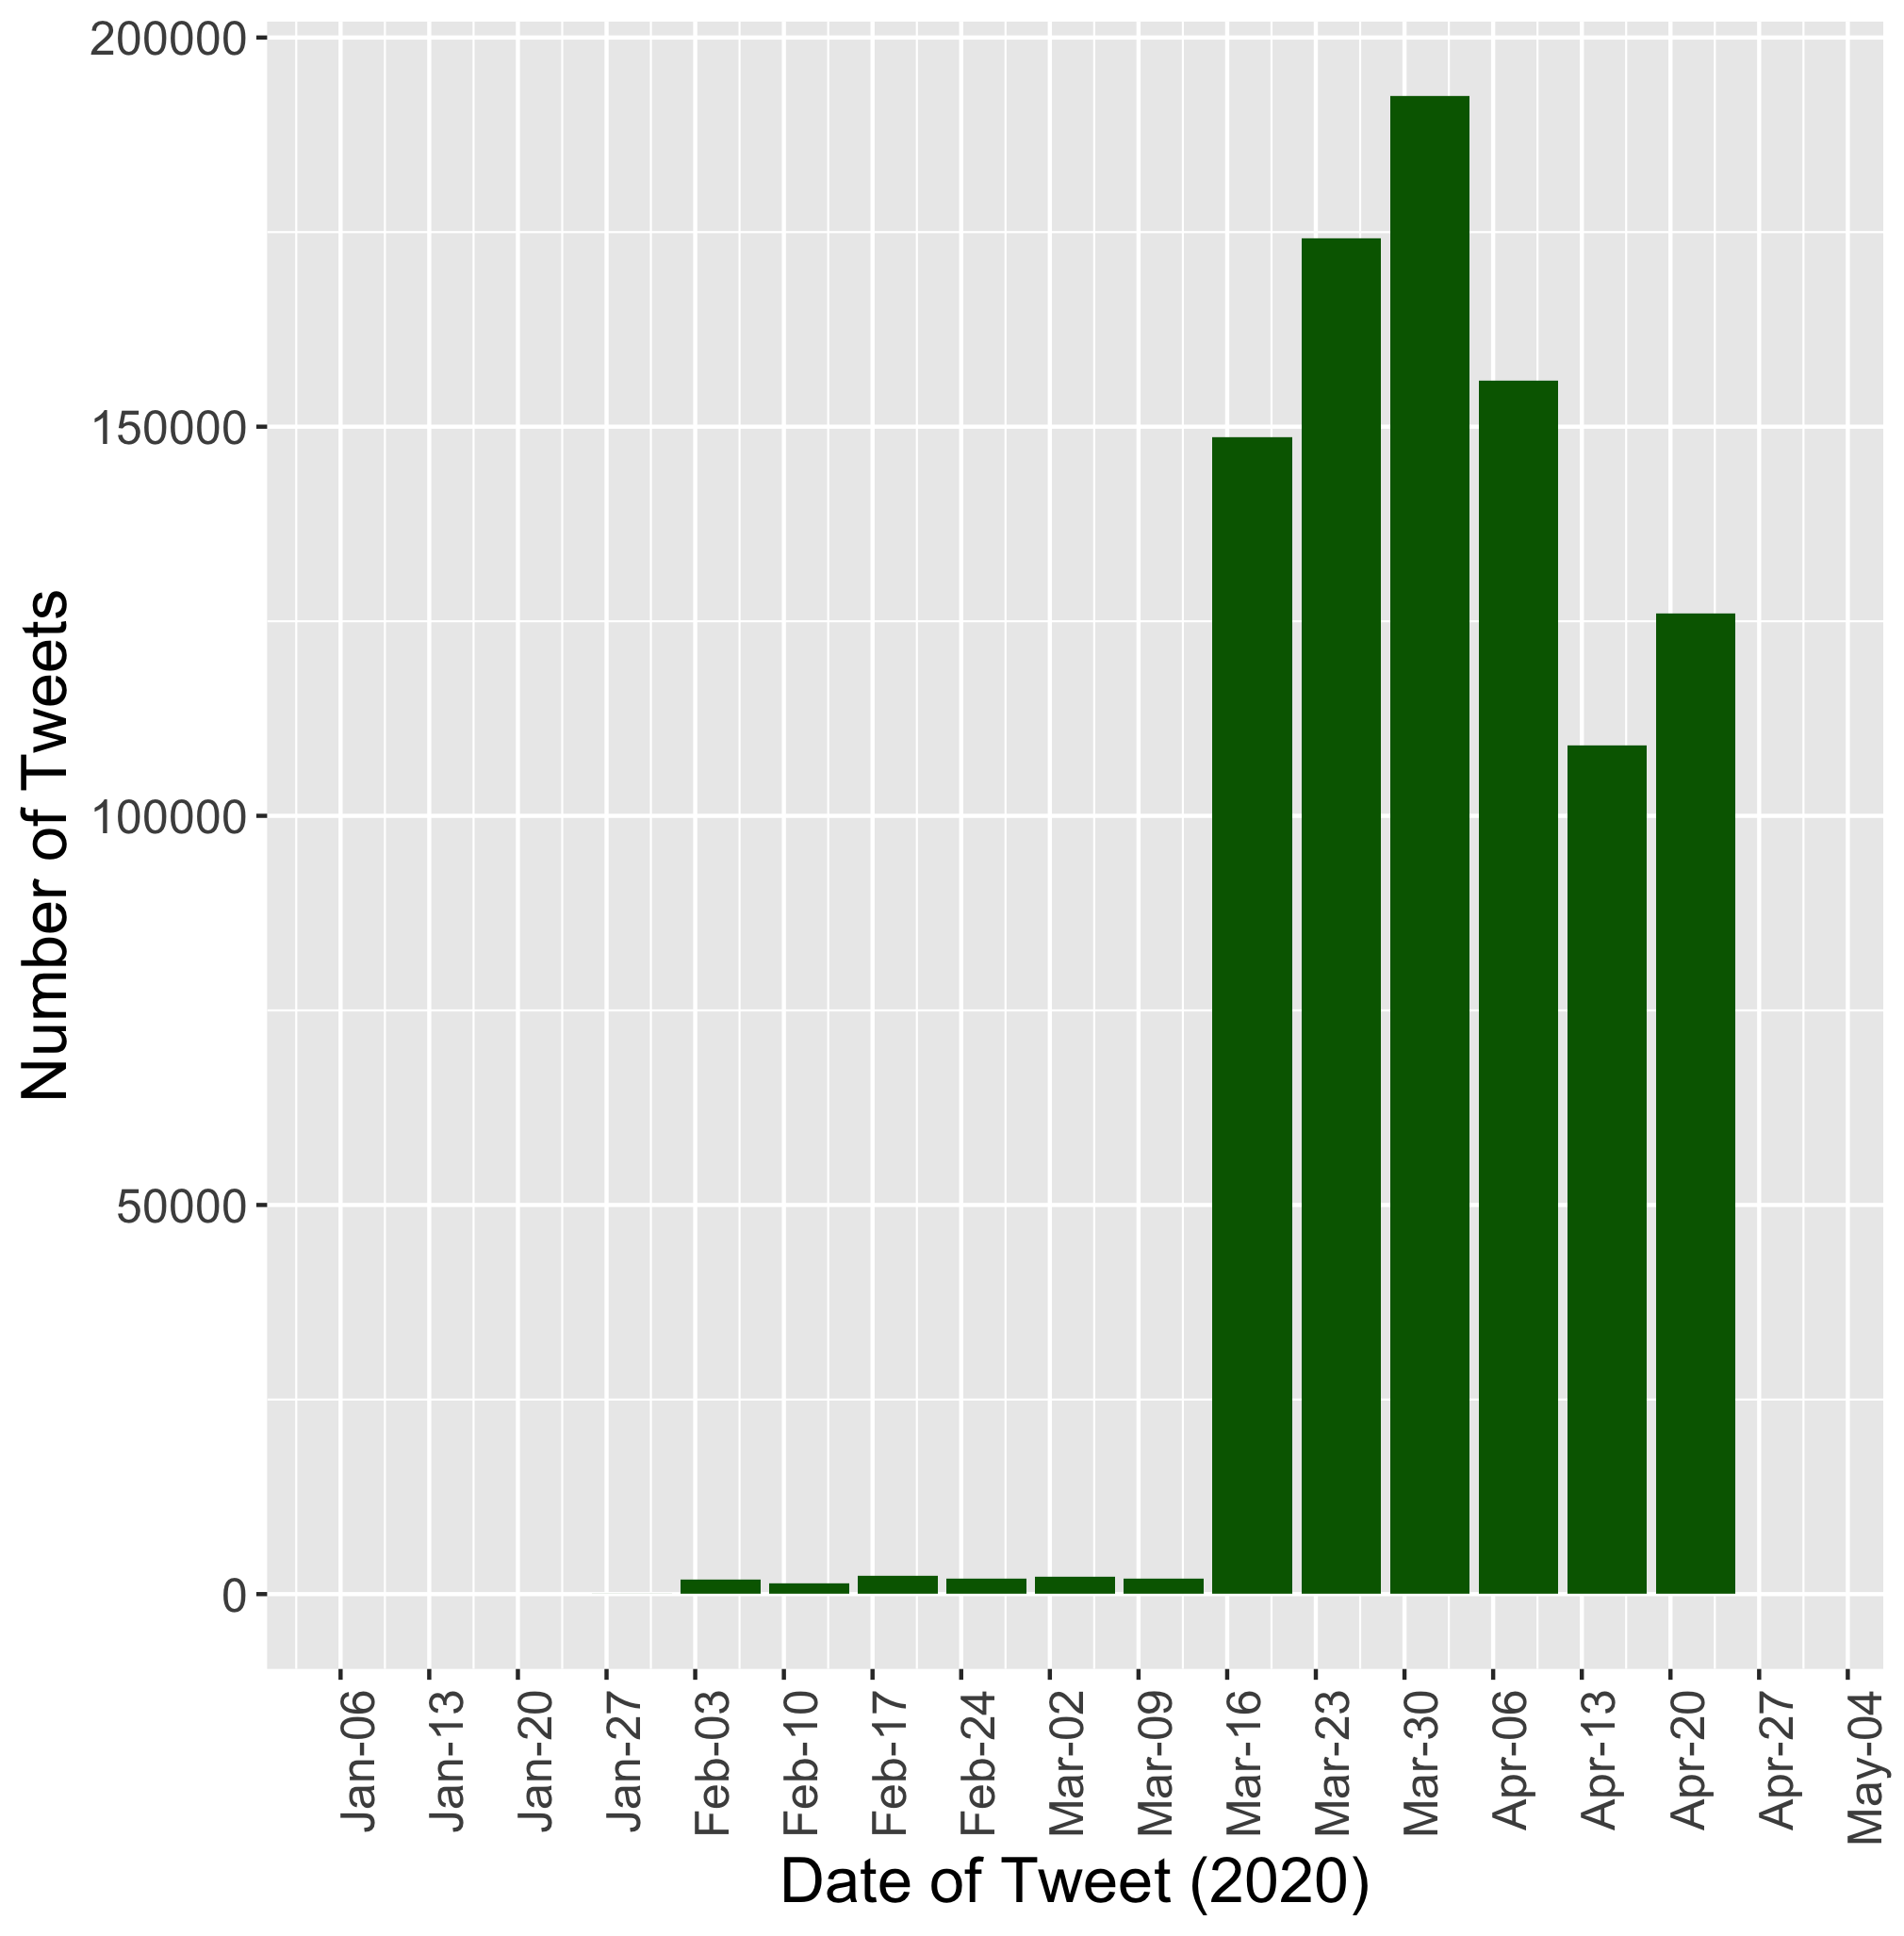 Number of Tweets
200000
150000
100000
50000
0
Jan-06
Jan-13
Jan-20
Jan-27
Feb-03
Feb-10
Feb-17
Feb-24
Mar-02
Mar-09
Mar-16
Mar-23
Mar-30
Apr-06
Apr-13
Apr-20
Apr-27
May-04
Date of Tweet (2020)